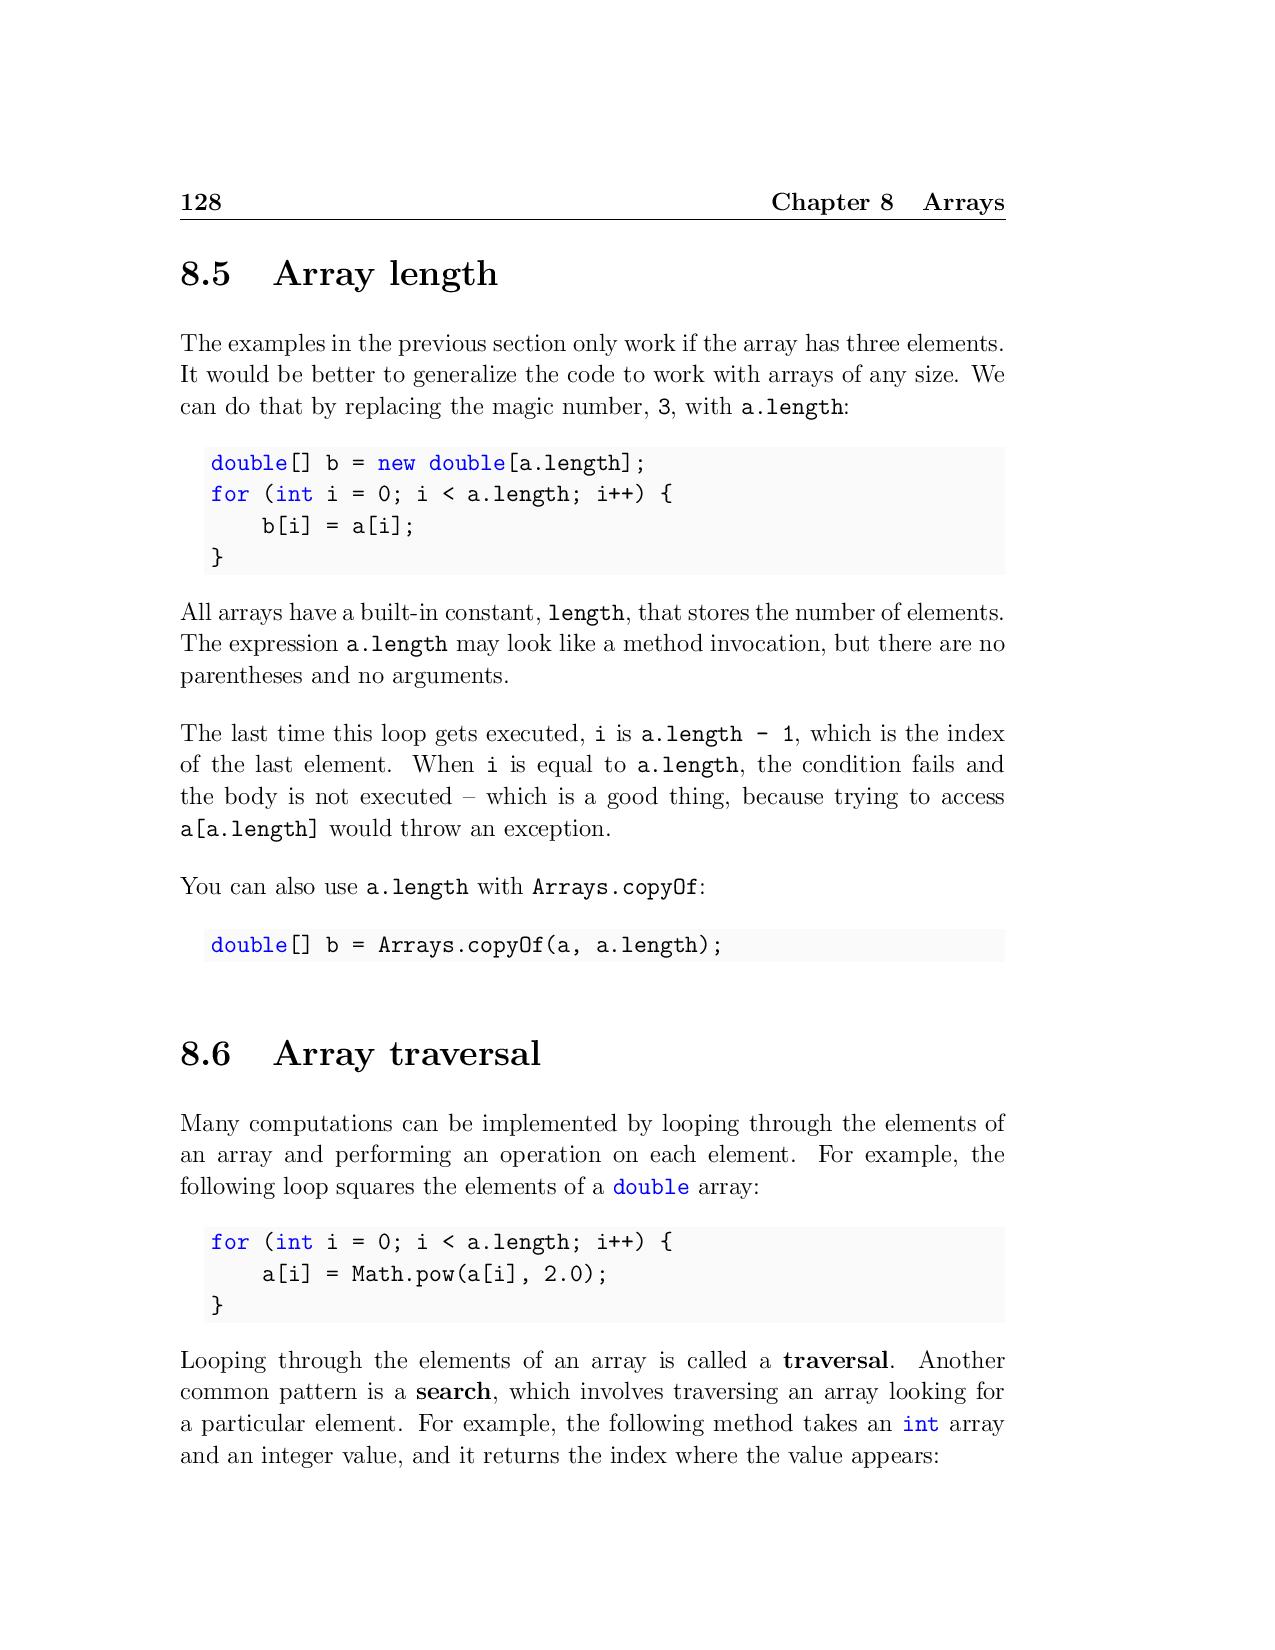 128 Chapter 8 Arrays
8.5 Array length
The examples in the previous section only work if the array has three elements.
It would be better to generalize the code to work with arrays of any size. We
can do that by replacing the magic number, 3, with a.length:
double[] b = new double[a.length];
for (int i = 0; i < a.length; i++) {
    b[i] = a[i];
}
All arrays have a built-in constant, length, that stores the number of elements.
The expression a.length may look like a method invocation, but there are no
parentheses and no arguments.
The last time this loop gets executed, i is a.length - 1, which is the index
of the last element. When i is equal to a.length, the condition fails and
the body is not executed – which is a good thing, because trying to access
a[a.length] would throw an exception.
You can also use a.length with Arrays.copyOf:
double[] b = Arrays.copyOf(a, a.length);
8.6 Array traversal
Many computations can be implemented by looping through the elements of
an array and performing an operation on each element. For example, the
following loop squares the elements of a double array:
for (int i = 0; i < a.length; i++) {
    a[i] = Math.pow(a[i], 2.0);
}
Looping through the elements of an array is called a traversal. Another
common pattern is a search, which involves traversing an array looking for
a particular element. For example, the following method takes an int array
and an integer value, and it returns the index where the value appears: